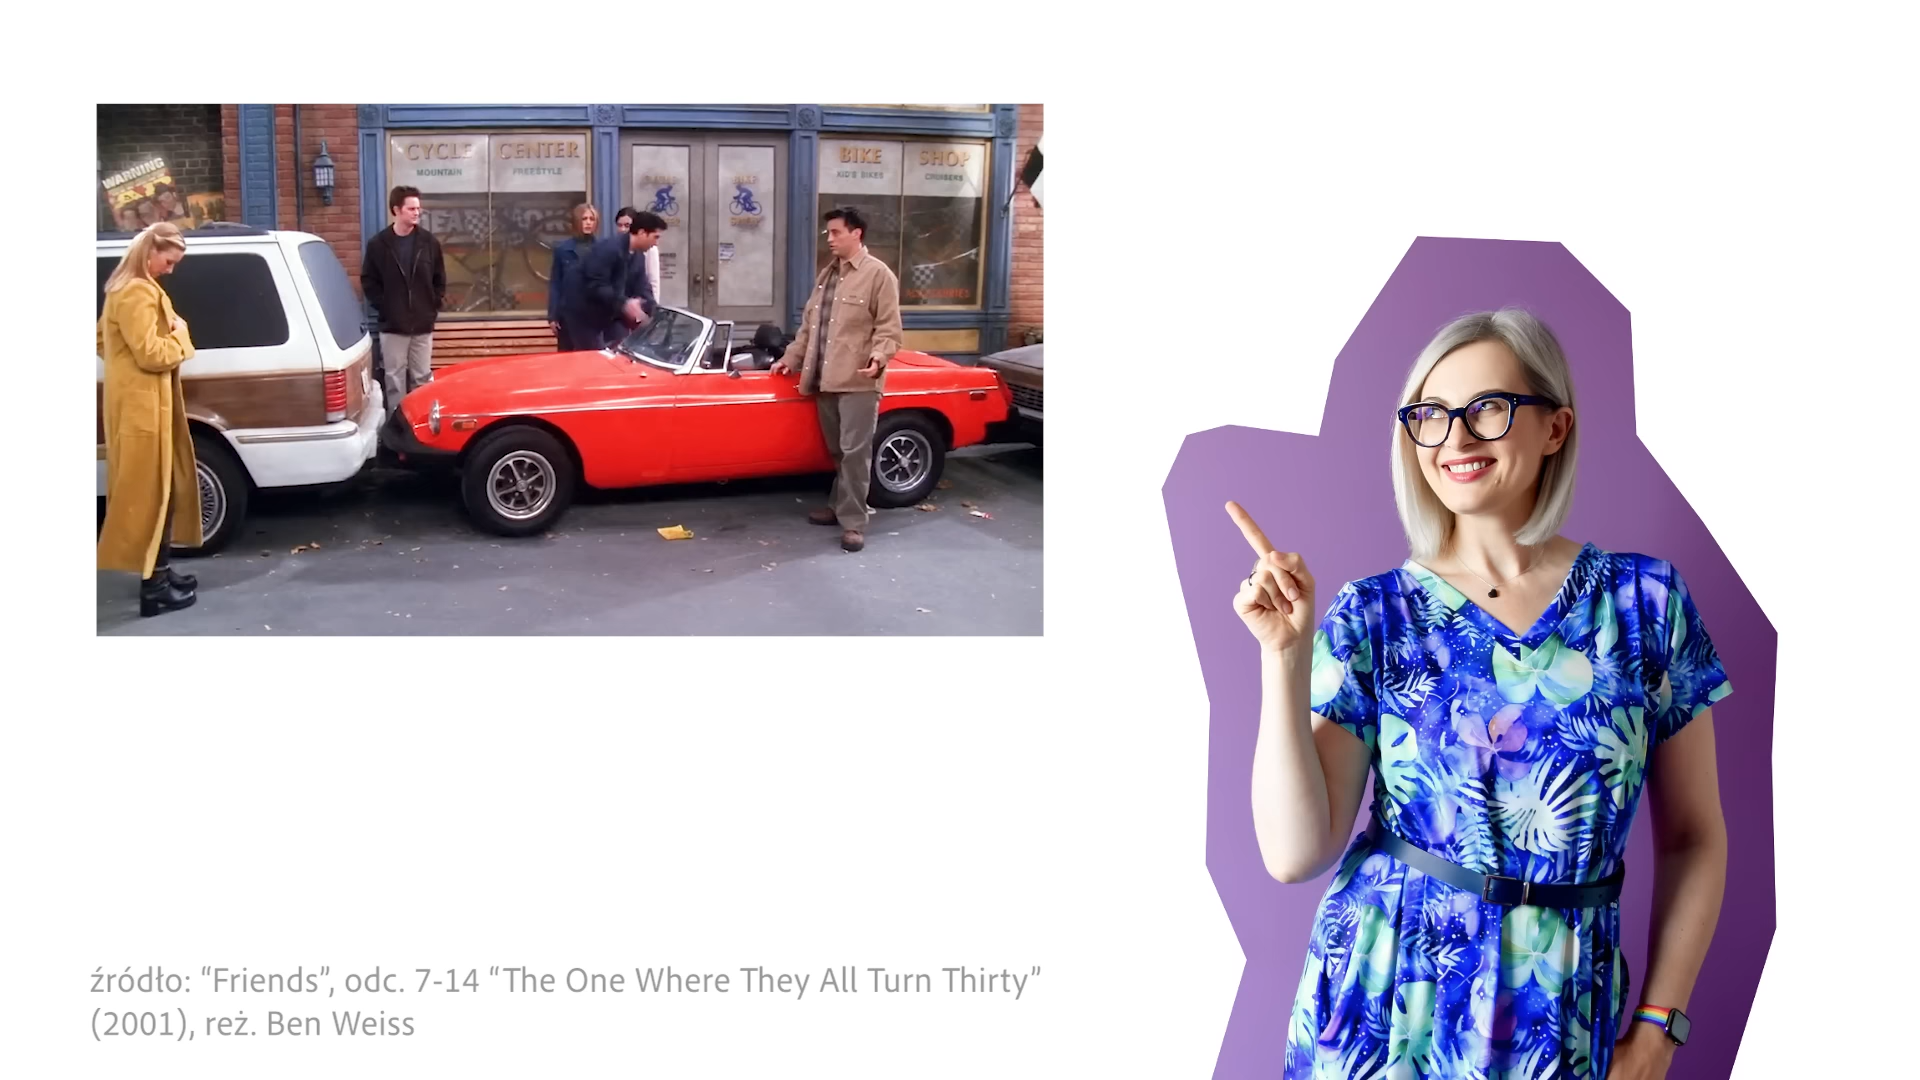 WARNING
CYCLE CENTER
MOUNTAIN FREESTYLE
BIKE SHOP
KID'S BIKES CRUISERS
źródło: “Friends”, odc. 7-14 “The One Where They All Turn Thirty”
(2001), reż. Ben Weiss